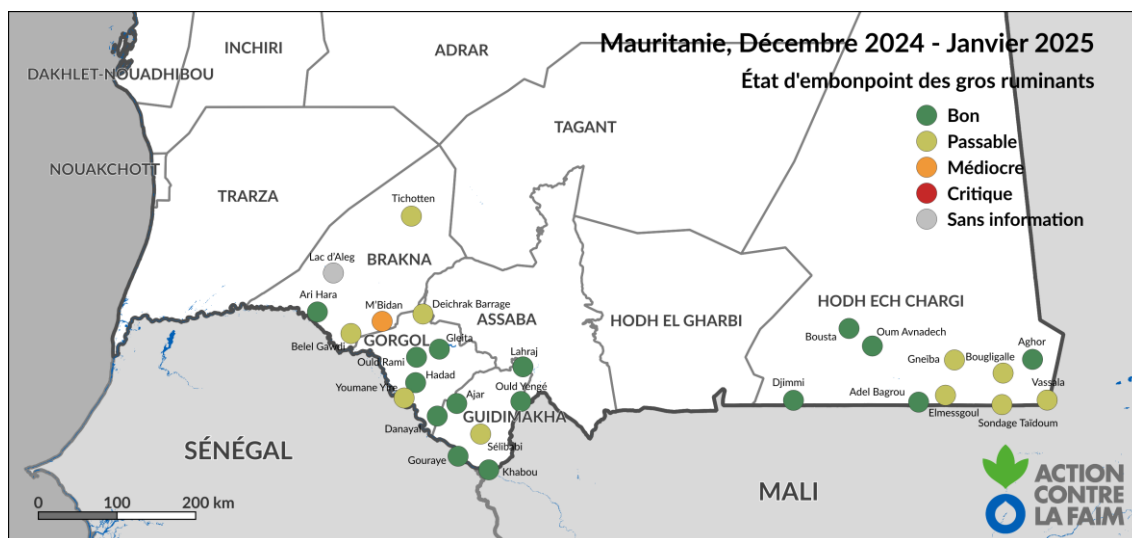 Mauritanie, Décembre 2024 - Janvier 2025
État d'embonpoint des gros ruminants
Bon
Passable
Médiocre
Critique
Sans information
INCHIRI
ADRAR
DAKHLET-NOUADHIBOU
TAGANT
NOUAKCHOTT
TRARZA
Tichotten
Lac d'Aleg
BRAKNA
Ari Hara
M'Bidan
Deichrak Barrage
ASSABA
HODH EL GHARBI
HODH ECH CHARGI
Bousta
Oum Avnadech
Belel Gawdi
GORGOL
Gleita
Ould Rami
Lahraj
Gneiba
Bougligalle
Aghor
Hadad
Youmane Yire
Ajar
Ould Yengé
Djimmi
Adel Bagrou
Vassala
Elmessgoul
Sondage Taïdoum
GUIDIMAKHA
Danayal
Sélibabi
Gouraye
Khabou
SÉNÉGAL
MALI
0 100 200 km
ACTION
CONTRE
LA FAIM